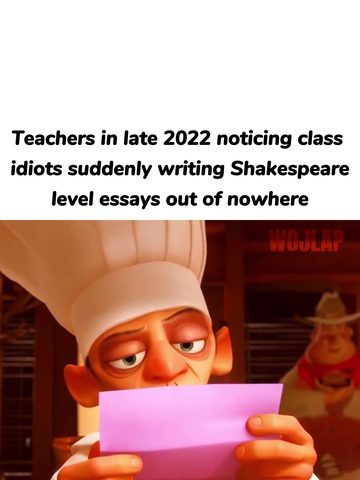 Teachers in late 2022 noticing class
idiots suddenly writing Shakespeare
level essays out of nowhere
WOJLAP